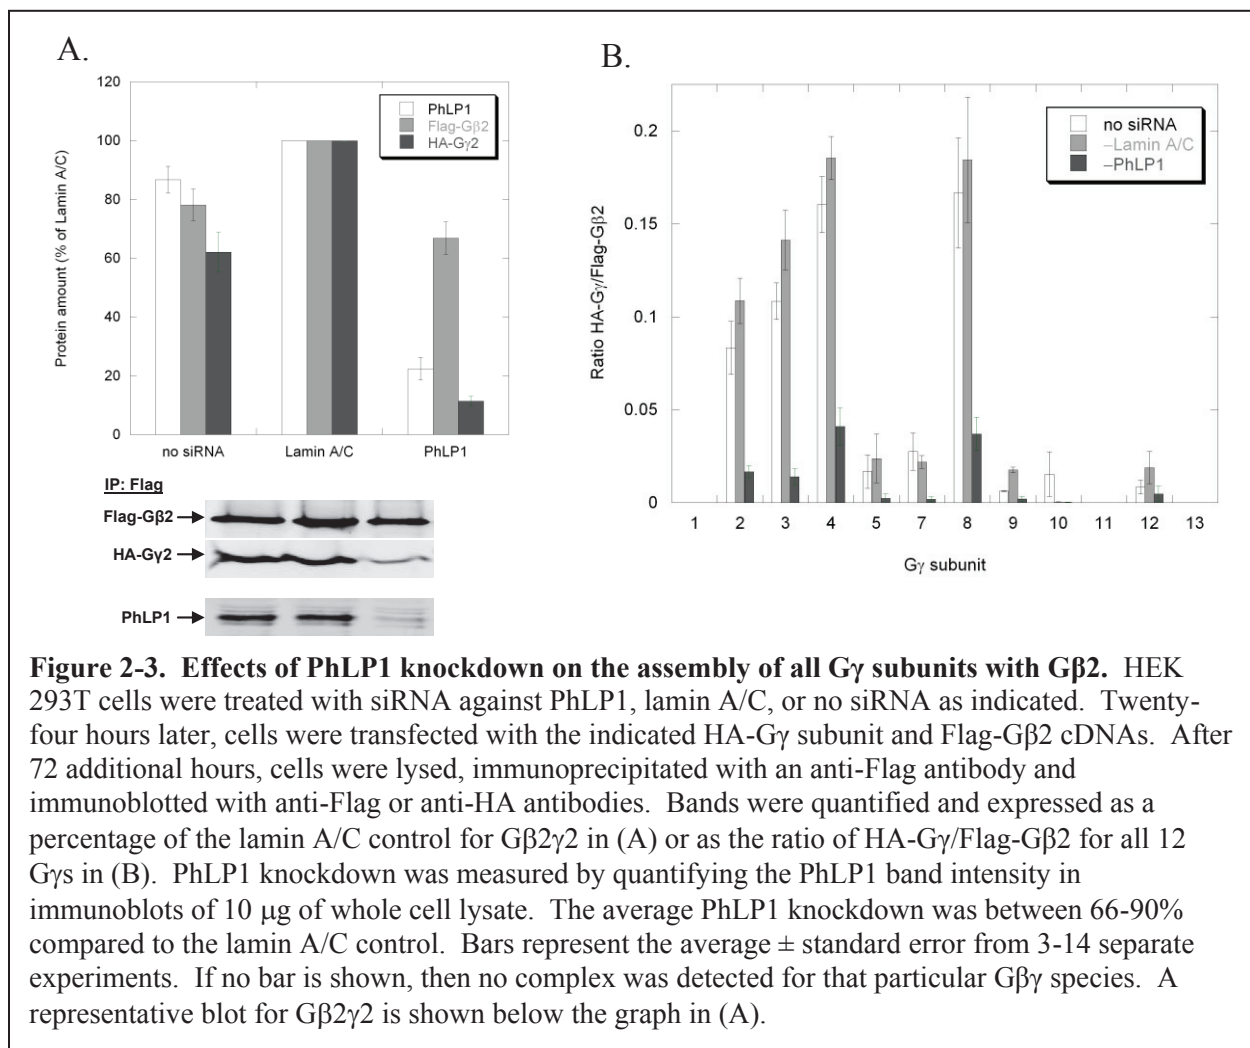 A.
120
100
80
60
40
20
0
Protein amount (% of Lamin A/C)
PhLP1
Flag-Gβ2
HA-Gγ2
no siRNA
Lamin A/C
PhLP1
IP: Flag
Flag-Gβ2
HA-Gγ2
PhLP1
B.
0.2
0.15
0.1
0.05
0
Ratio HA-Gγ/Flag-Gβ2
no siRNA
–Lamin A/C
–PhLP1
1 2 3 4 5 7 8 9 10 11 12 13
Gγ subunit
Figure 2-3. Effects of PhLP1 knockdown on the assembly of all Gγ subunits with Gβ2. HEK
293T cells were treated with siRNA against PhLP1, lamin A/C, or no siRNA as indicated. Twenty-
four hours later, cells were transfected with the indicated HA-Gγ subunit and Flag-Gβ2 cDNAs. After
72 additional hours, cells were lysed, immunoprecipitated with an anti-Flag antibody and
immunoblotted with anti-Flag or anti-HA antibodies. Bands were quantified and expressed as a
percentage of the lamin A/C control for Gβ2γ2 in (A) or as the ratio of HA-Gγ/Flag-Gβ2 for all 12
Gγs in (B). PhLP1 knockdown was measured by quantifying the PhLP1 band intensity in
immunoblots of 10 μg of whole cell lysate. The average PhLP1 knockdown was between 66-90%
compared to the lamin A/C control. Bars represent the average ± standard error from 3-14 separate
experiments. If no bar is shown, then no complex was detected for that particular Gβγ species. A
representative blot for Gβ2γ2 is shown below the graph in (A).